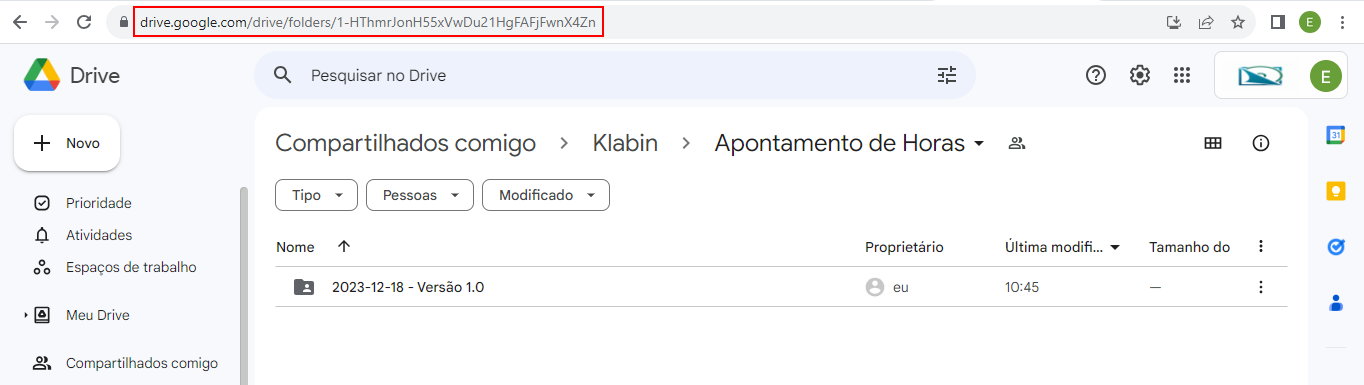 drive.google.com/drive/folders/1-HThmrJonH55xVwDu21HgFAFjFwnX4Zn
E
Drive
Pesquisar no Drive
E
Novo
Compartilhados comigo > Klabin > Apontamento de Horas
31
Tipo Pessoas Modificado
Prioridade
Atividades
Espaços de trabalho
Meu Drive
Compartilhados comigo
Nome Proprietário Última modifi... Tamanho do
2023-12-18 - Versão 1.0 eu 10:45 —